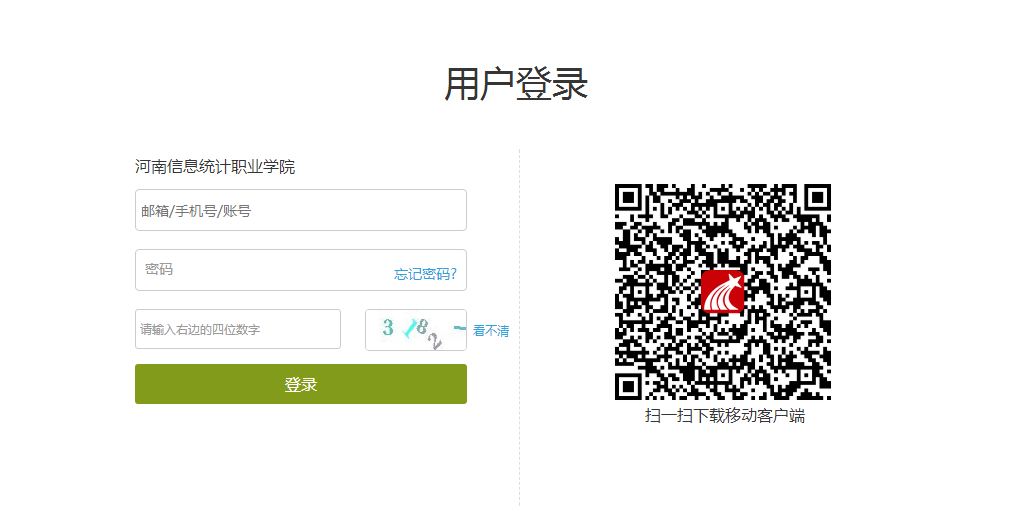 用户登录
河南信息统计职业学院
邮箱/手机号/账号
密码
忘记密码?
请输入右边的四位数字
3182
看不清
登录
扫一扫下载移动客户端